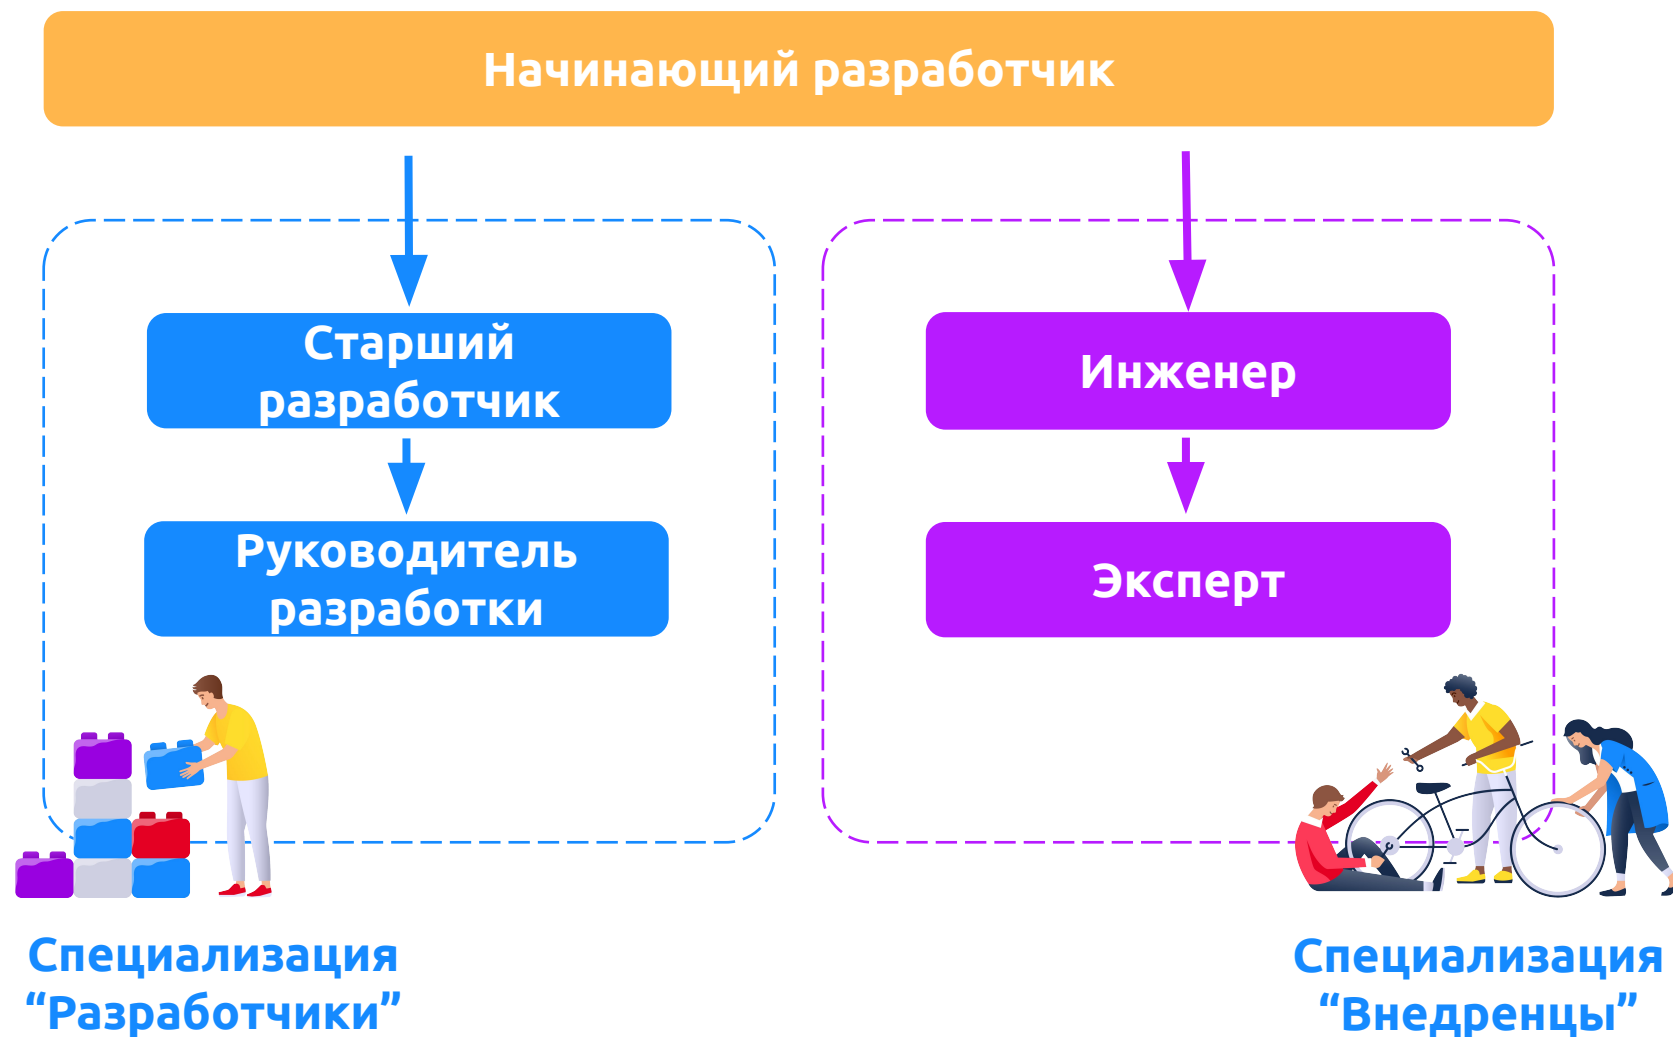 Начинающий разработчик
Старший
разработчик
Руководитель
разработки
Инженер
Эксперт
Специализация
“Разработчики”
Специализация
“Внедренцы”